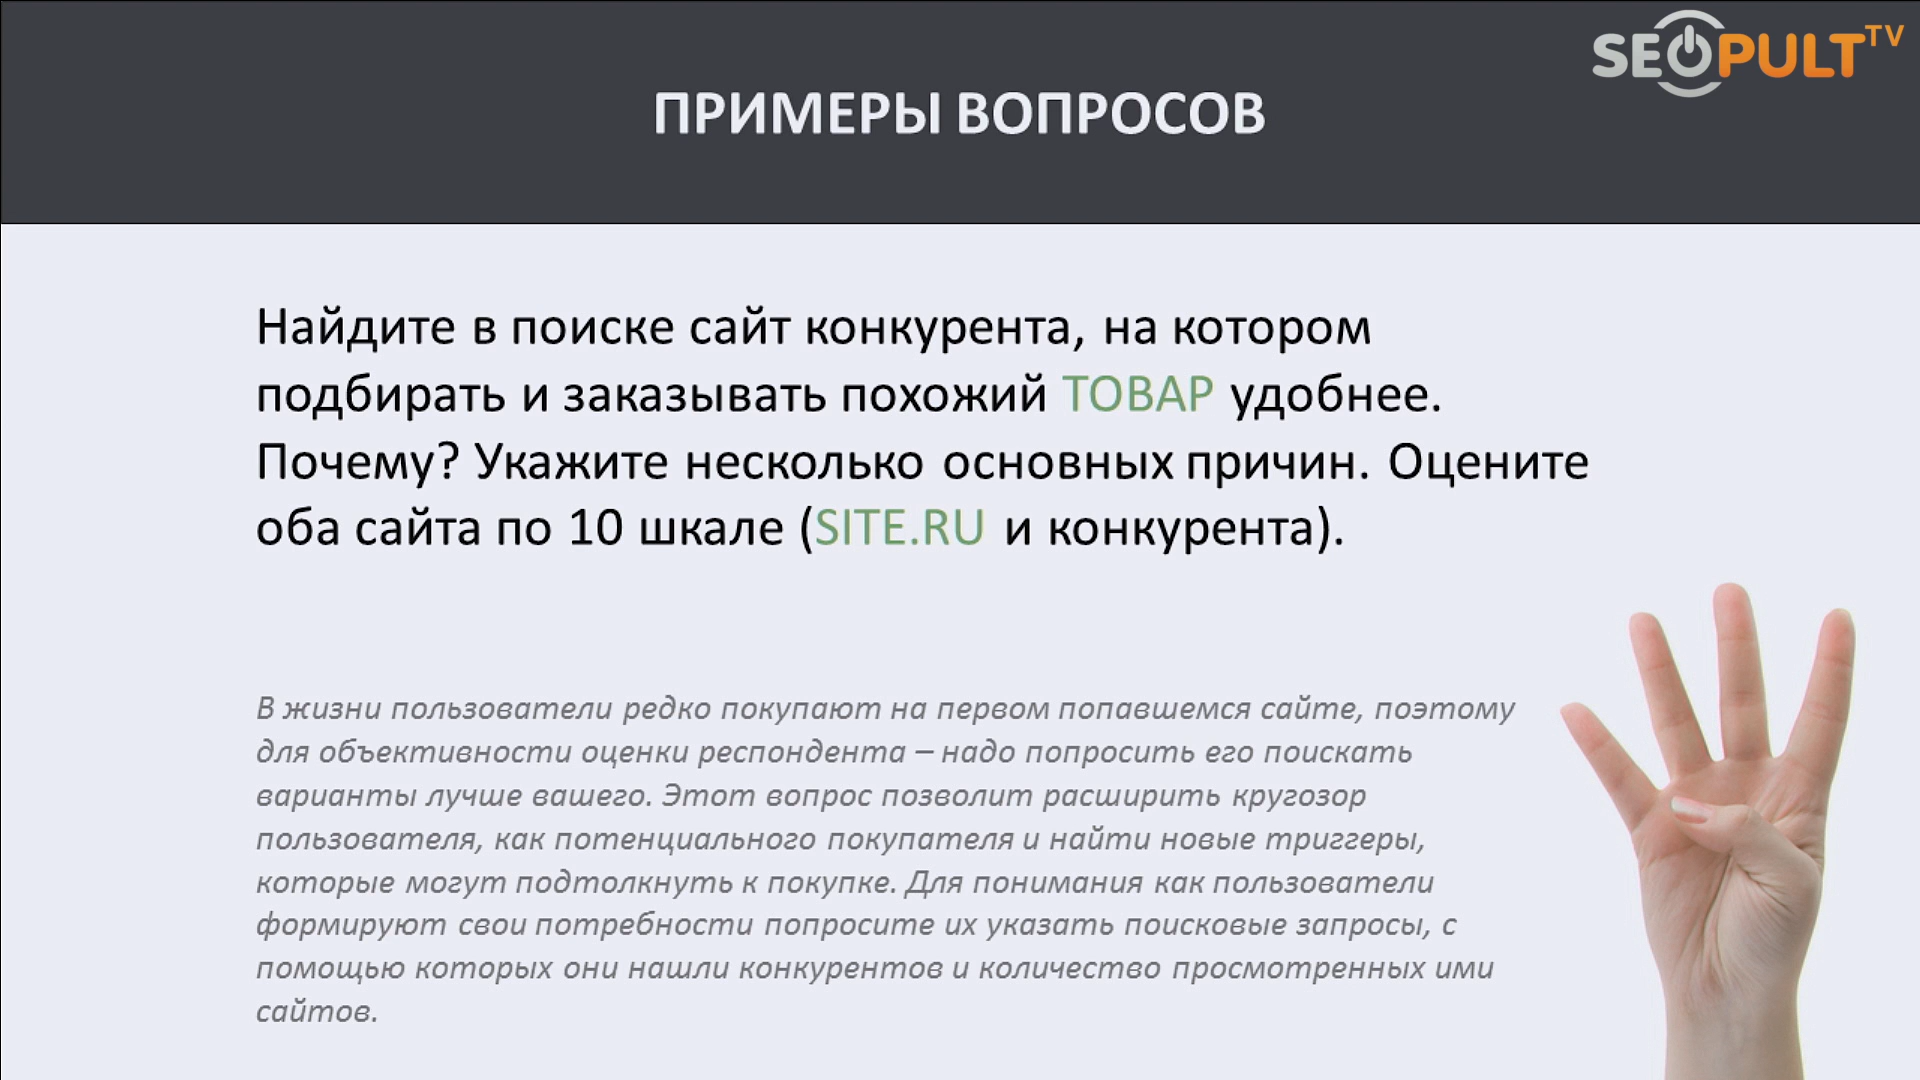 SEOPULT TV
ПРИМЕРЫ ВОПРОСОВ
Найдите в поиске сайт конкурента, на котором
подбирать и заказывать похожий ТОВАР удобнее.
Почему? Укажите несколько основных причин. Оцените
оба сайта по 10 шкале (SITE.RU и конкурента).
В жизни пользователи редко покупают на первом попавшемся сайте, поэтому
для объективности оценки респондента – надо попросить его поискать
варианты лучше вашего. Этот вопрос позволит расширить кругозор
пользователя, как потенциального покупателя и найти новые триггеры,
которые могут подтолкнуть к покупке. Для понимания как пользователи
формируют свои потребности попросите их указать поисковые запросы, с
помощью которых они нашли конкурентов и количество просмотренных ими
сайтов.